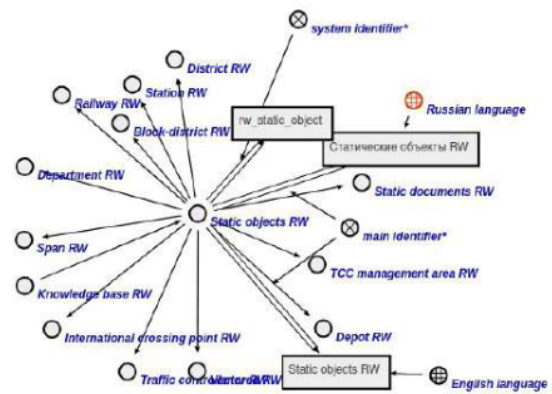 system identifier*
District RW
Station RW
Railway RW
Russian language
rw_static_object
Block-district RW
Статические объекты RW
Department RW
Static documents RW
Static objects RW
main identifier*
Span RW
TCC management area RW
Knowledge base RW
International crossing point RW
Depot RW
Static objects RW
Traffic
English language